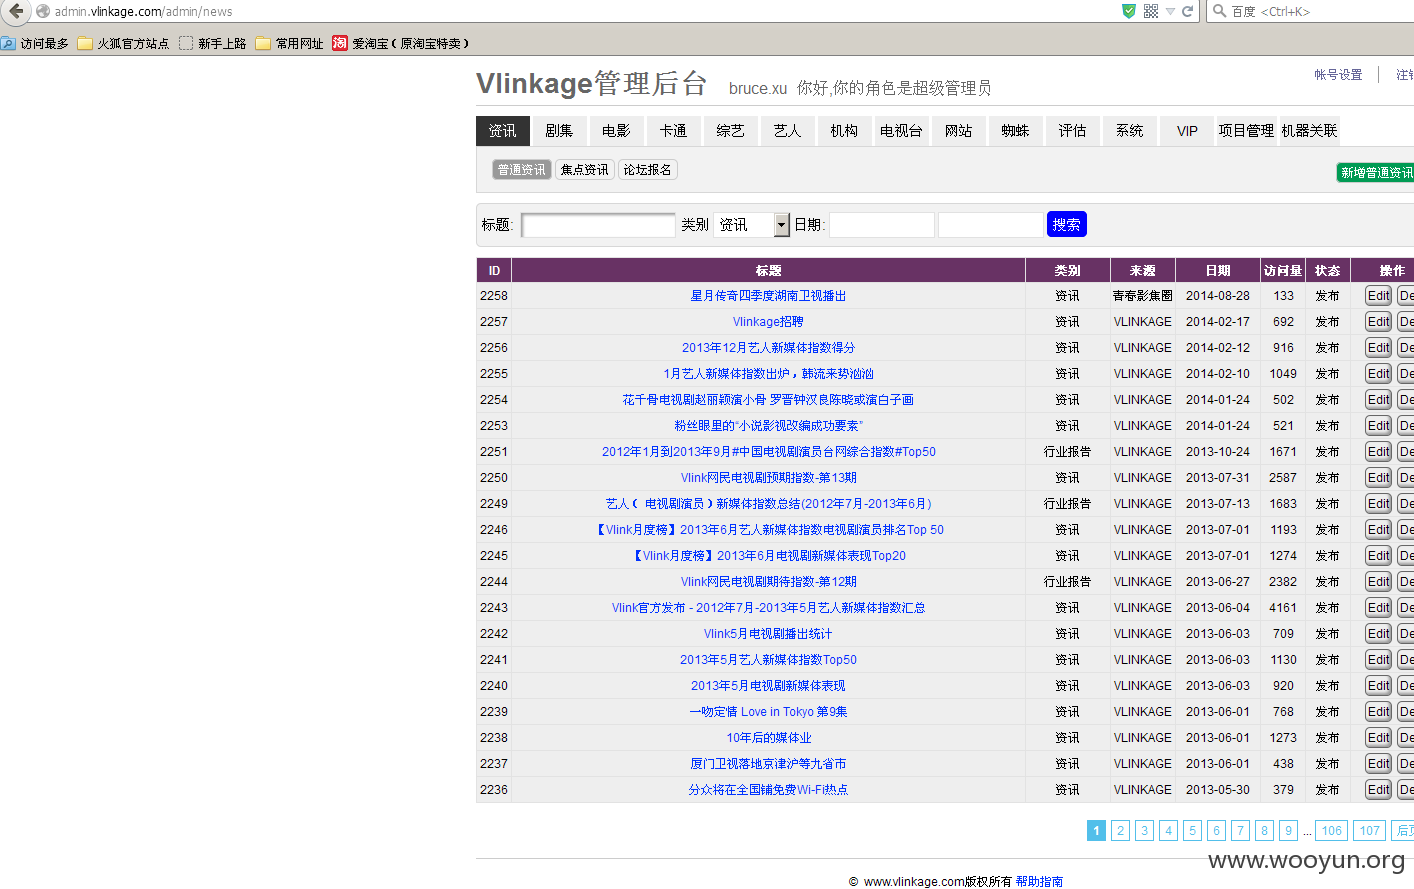 admin.vlinkage.com/admin/news
百度 <Ctrl+K>
访问最多 火狐官方站点 新手上路 常用网址 淘 爱淘宝(原淘宝特卖)
Vlinkage管理后台 bruce.xu 你好,你的角色是超级管理员 帐号设置 注
资讯 剧集 电影 卡通 综艺 艺人 机构 电视台 网站 蜘蛛 评估 系统 VIP 项目管理 机器关联
普通资讯 焦点资讯 论坛报名 新增普通资讯
标题: 类别 资讯 日期: 搜索
ID 标题 类别 来源 日期 访问量 状态 操作
2258 星月传奇四季度湖南卫视播出 资讯 青春影焦圈 2014-08-28 133 发布 Edit De
2257 Vlinkage招聘 资讯 VLINKAGE 2014-02-17 692 发布 Edit De
2256 2013年12月艺人新媒体指数得分 资讯 VLINKAGE 2014-02-12 916 发布 Edit De
2255 1月艺人新媒体指数出炉，韩流来势汹汹 资讯 VLINKAGE 2014-02-10 1049 发布 Edit De
2254 花千骨电视剧赵丽颖演小骨 罗晋钟汉良陈晓或演白子画 资讯 VLINKAGE 2014-01-24 502 发布 Edit De
2253 粉丝眼里的“小说影视改编成功要素” 资讯 VLINKAGE 2014-01-24 521 发布 Edit De
2251 2012年1月到2013年9月#中国电视剧演员台网综合指数#Top50 行业报告 VLINKAGE 2013-10-24 1671 发布 Edit De
2250 Vlink网民电视剧预期指数-第13期 资讯 VLINKAGE 2013-07-31 2587 发布 Edit De
2249 艺人（ 电视剧演员）新媒体指数总结(2012年7月-2013年6月) 行业报告 VLINKAGE 2013-07-13 1683 发布 Edit De
2246 【Vlink月度榜】2013年6月艺人新媒体指数电视剧演员排名Top 50 资讯 VLINKAGE 2013-07-01 1193 发布 Edit De
2245 【Vlink月度榜】2013年6月电视剧新媒体表现Top20 资讯 VLINKAGE 2013-07-01 1274 发布 Edit De
2244 Vlink网民电视剧期待指数-第12期 行业报告 VLINKAGE 2013-06-27 2382 发布 Edit De
2243 Vlink官方发布 - 2012年7月-2013年5月艺人新媒体指数汇总 资讯 VLINKAGE 2013-06-04 4161 发布 Edit De
2242 Vlink5月电视剧播出统计 资讯 VLINKAGE 2013-06-03 709 发布 Edit De
2241 2013年5月艺人新媒体指数Top50 资讯 VLINKAGE 2013-06-03 1130 发布 Edit De
2240 2013年5月电视剧新媒体表现 资讯 VLINKAGE 2013-06-03 920 发布 Edit De
2239 一吻定情 Love in Tokyo 第9集 资讯 VLINKAGE 2013-06-01 768 发布 Edit De
2238 10年后的媒体业 资讯 VLINKAGE 2013-06-01 1273 发布 Edit De
2237 厦门卫视落地京津沪等九省市 资讯 VLINKAGE 2013-06-01 438 发布 Edit De
2236 分众将在全国铺免费Wi-Fi热点 资讯 VLINKAGE 2013-05-30 379 发布 Edit De
1 2 3 4 5 6 7 8 9 ... 106 107 后
www.wooyun.org
© www.vlinkage.com版权所有 帮助指南